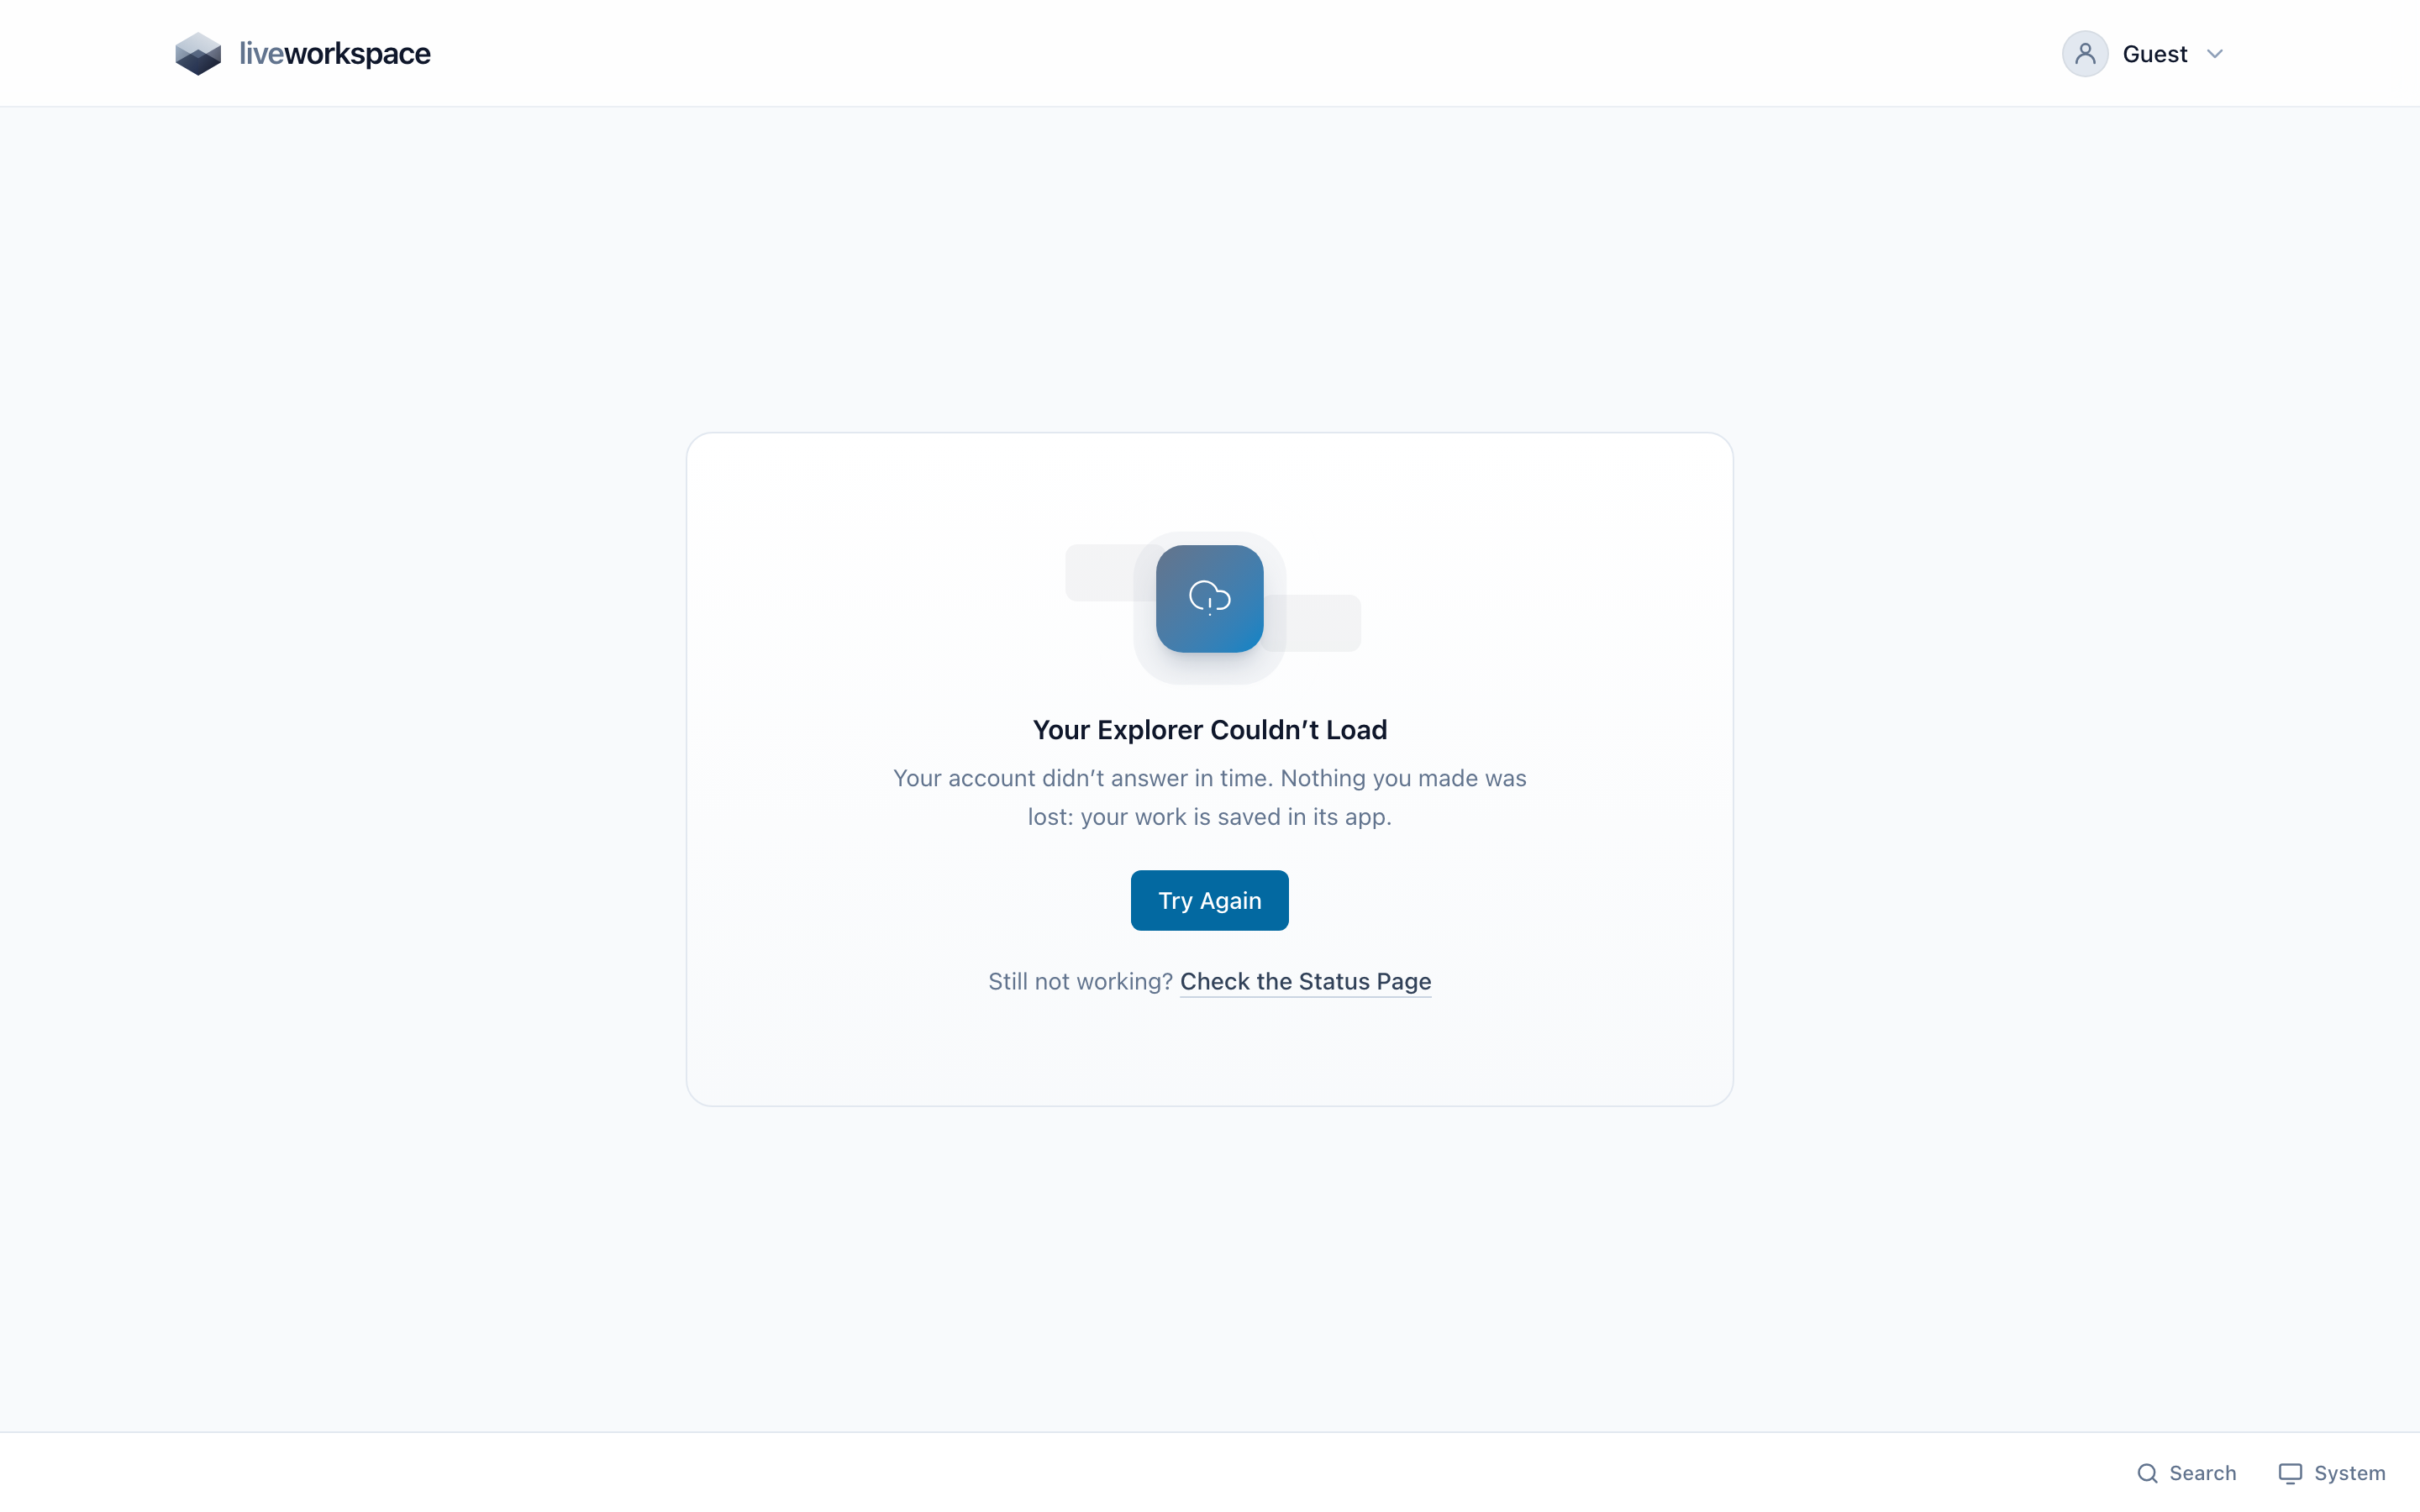 liveworkspace
Guest
Your Explorer Couldn’t Load
Your account didn’t answer in time. Nothing you made was
lost: your work is saved in its app.
Try Again
Still not working? Check the Status Page
Search
System